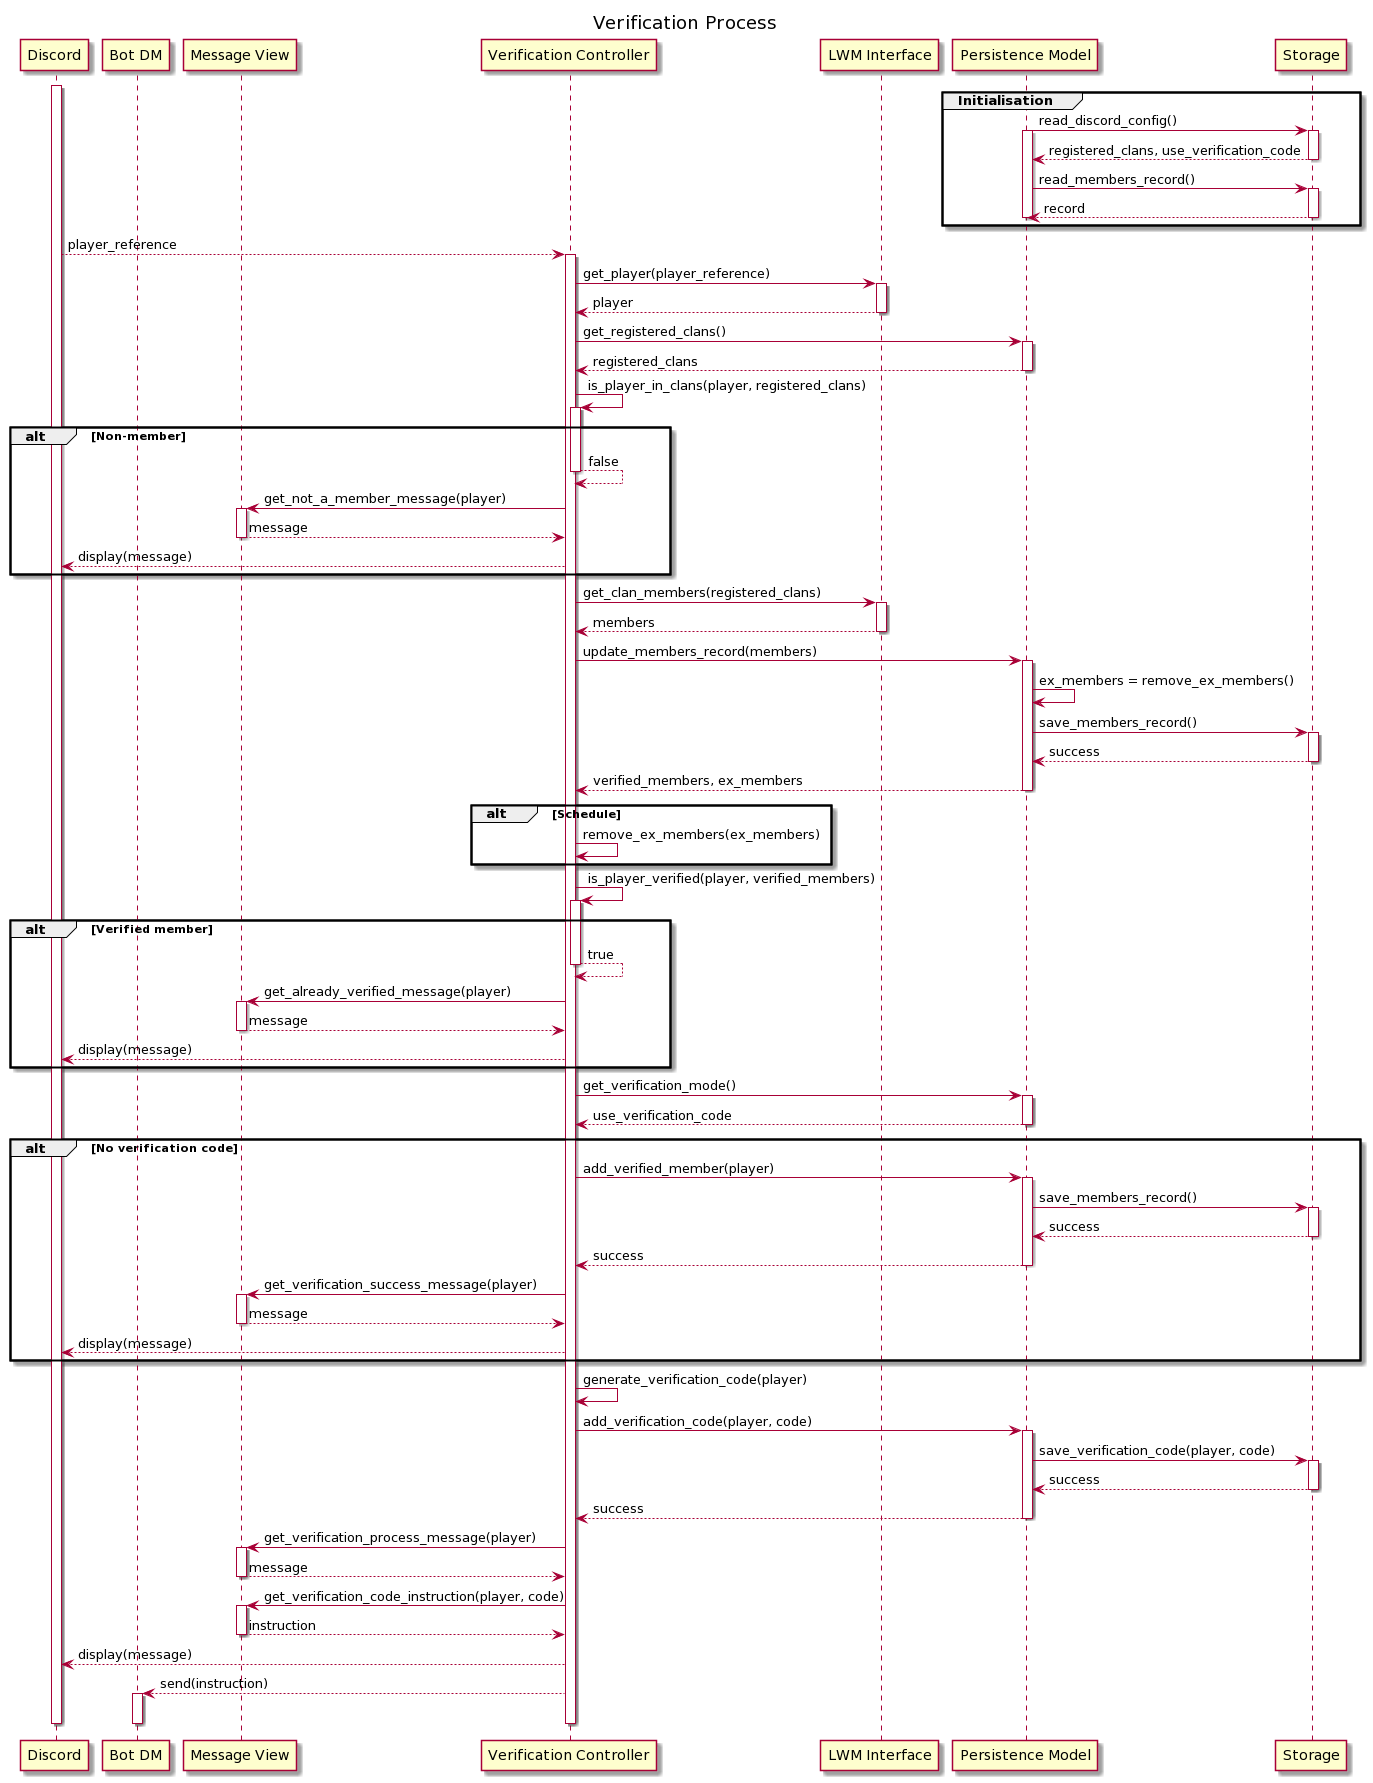 Verification Process
Discord
Bot DM
Message View
Verification Controller
LWM Interface
Persistence Model
Storage
Initialisation
read_discord_config()
registered_clans, use_verification_code
read_members_record()
record
player_reference
get_player(player_reference)
player
get_registered_clans()
registered_clans
is_player_in_clans(player, registered_clans)
alt [Non-member]
false
get_not_a_member_message(player)
message
display(message)
get_clan_members(registered_clans)
members
update_members_record(members)
ex_members = remove_ex_members()
save_members_record()
success
verified_members, ex_members
alt [Schedule]
remove_ex_members(ex_members)
is_player_verified(player, verified_members)
alt [Verified member]
true
get_already_verified_message(player)
message
display(message)
get_verification_mode()
use_verification_code
alt [No verification code]
add_verified_member(player)
save_members_record()
success
success
get_verification_success_message(player)
message
display(message)
generate_verification_code(player)
add_verification_code(player, code)
save_verification_code(player, code)
success
success
get_verification_process_message(player)
message
get_verification_code_instruction(player, code)
instruction
display(message)
send(instruction)
Discord
Bot DM
Message View
Verification Controller
LWM Interface
Persistence Model
Storage